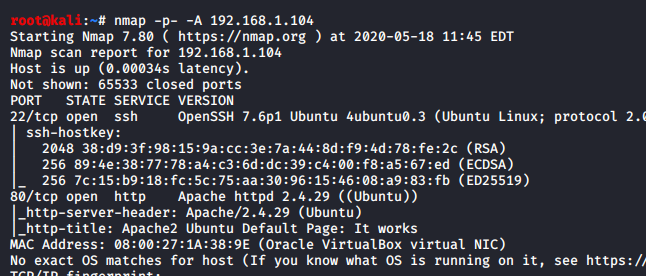 root@kali:~# nmap -p- -A 192.168.1.104
Starting Nmap 7.80 ( https://nmap.org ) at 2020-05-18 11:45 EDT
Nmap scan report for 192.168.1.104
Host is up (0.00034s latency).
Not shown: 65533 closed ports
PORT   STATE SERVICE VERSION
22/tcp open  ssh     OpenSSH 7.6p1 Ubuntu 4ubuntu0.3 (Ubuntu Linux; protocol 2.0
| ssh-hostkey:
|   2048 38:d9:3f:98:15:9a:cc:3e:7a:44:8d:f9:4d:78:fe:2c (RSA)
|   256 89:4e:38:77:78:a4:c3:6d:dc:39:c4:00:f8:a5:67:ed (ECDSA)
|_  256 7c:15:b9:18:fc:5c:75:aa:30:96:15:46:08:a9:83:fb (ED25519)
80/tcp open  http    Apache httpd 2.4.29 ((Ubuntu))
|_http-server-header: Apache/2.4.29 (Ubuntu)
|_http-title: Apache2 Ubuntu Default Page: It works
MAC Address: 08:00:27:1A:38:9E (Oracle VirtualBox virtual NIC)
No exact OS matches for host (If you know what OS is running on it, see https:/
TCP/IP fingerprint: